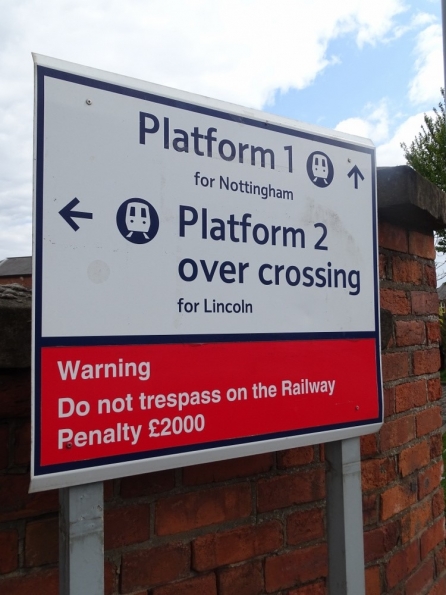 Platform 1
for Nottingham
Platform 2
over crossing
for Lincoln
Warning
Do not trespass on the Railway
Penalty £2000